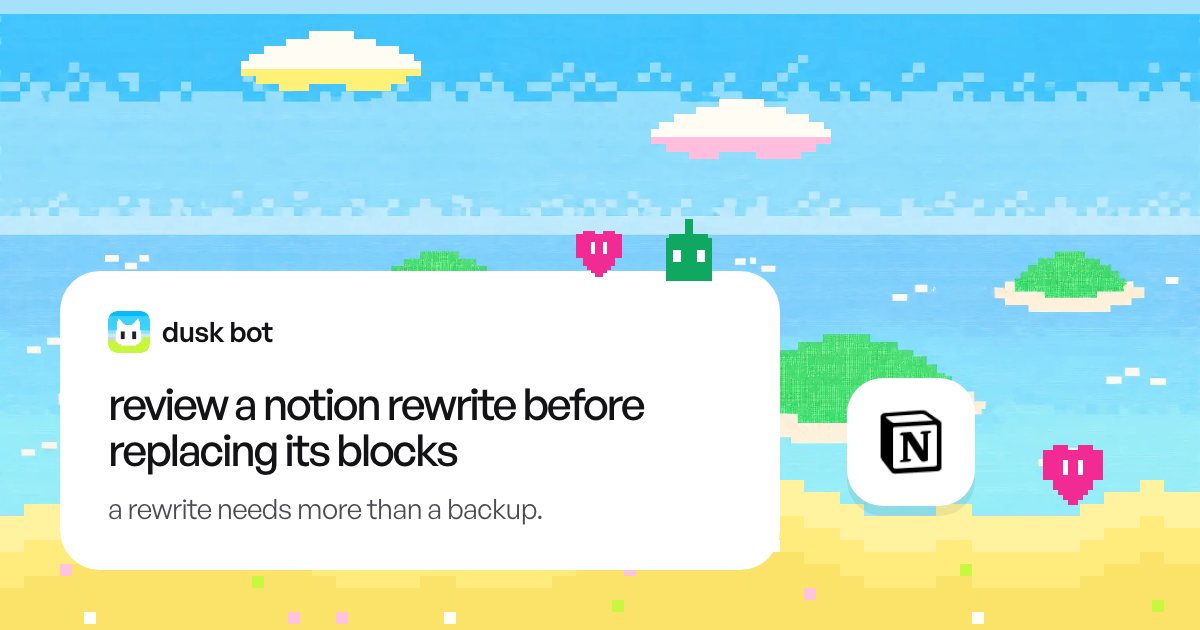 dusk bot
review a notion rewrite before
replacing its blocks
a rewrite needs more than a backup.
N